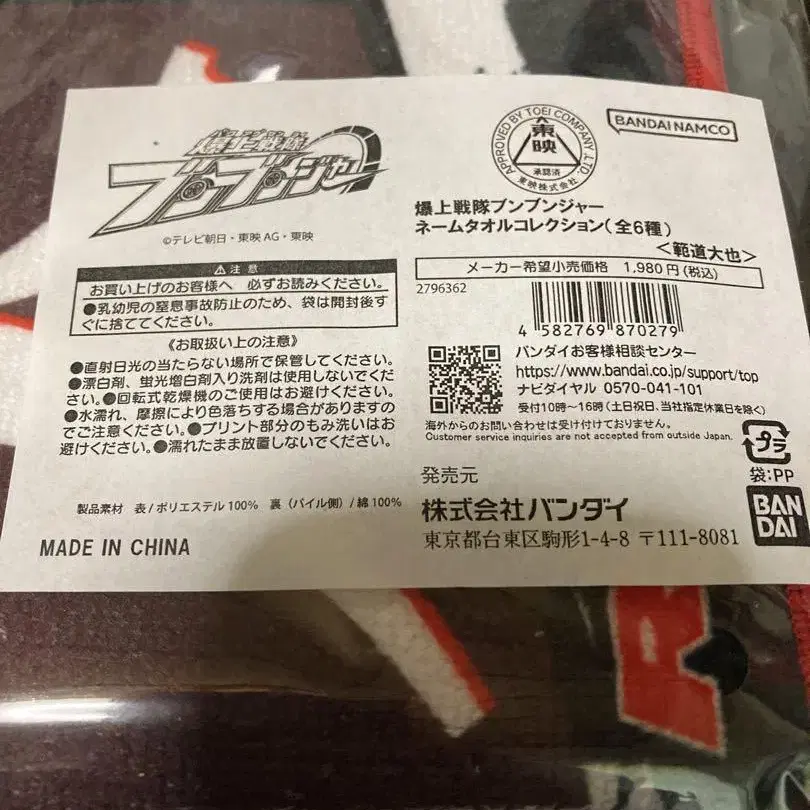 爆上戦隊
ブンブンジャー
©テレビ朝日・東映AG・東映
APPROVED BY TOEI COMPANY, LTD.
東映
承認済
東映株式会社
BANDAI NAMCO
爆上戦隊ブンブンジャー
ネームタオルコレクション（全6種）
＜範道大也＞
メーカー希望小売価格 1,980円（税込）
2796362
4 582769 870279
⚠注意
お買い上げのお客様へ 必ずお読みください。
●乳幼児の窒息事故防止のため、袋は開封後す
ぐに捨ててください。
《お取扱い上の注意》
●直射日光の当たらない場所で保管してください。
●漂白剤、蛍光増白剤入り洗剤は使用しないでくだ
さい。●回転式乾燥機のご使用はお避けください。
●水濡れ、摩擦により色落ちする場合がありますの
でご注意ください。●プリント部分のもみ洗いはお
避けください。●濡れたまま放置しないでください。
製品素材 表/ポリエステル100% 裏（パイル側）/綿100%
MADE IN CHINA
バンダイお客様相談センター
https://www.bandai.co.jp/support/top
ナビダイヤル 0570-041-101
受付10時〜16時（土日祝日、当社指定休業日を除く）
海外からのお問い合わせは受け付けておりません。
Customer service inquiries are not accepted from outside Japan.
プラ
袋:PP
発売元
株式会社バンダイ
東京都台東区駒形1-4-8 〒111-8081
BAN
DAI
R